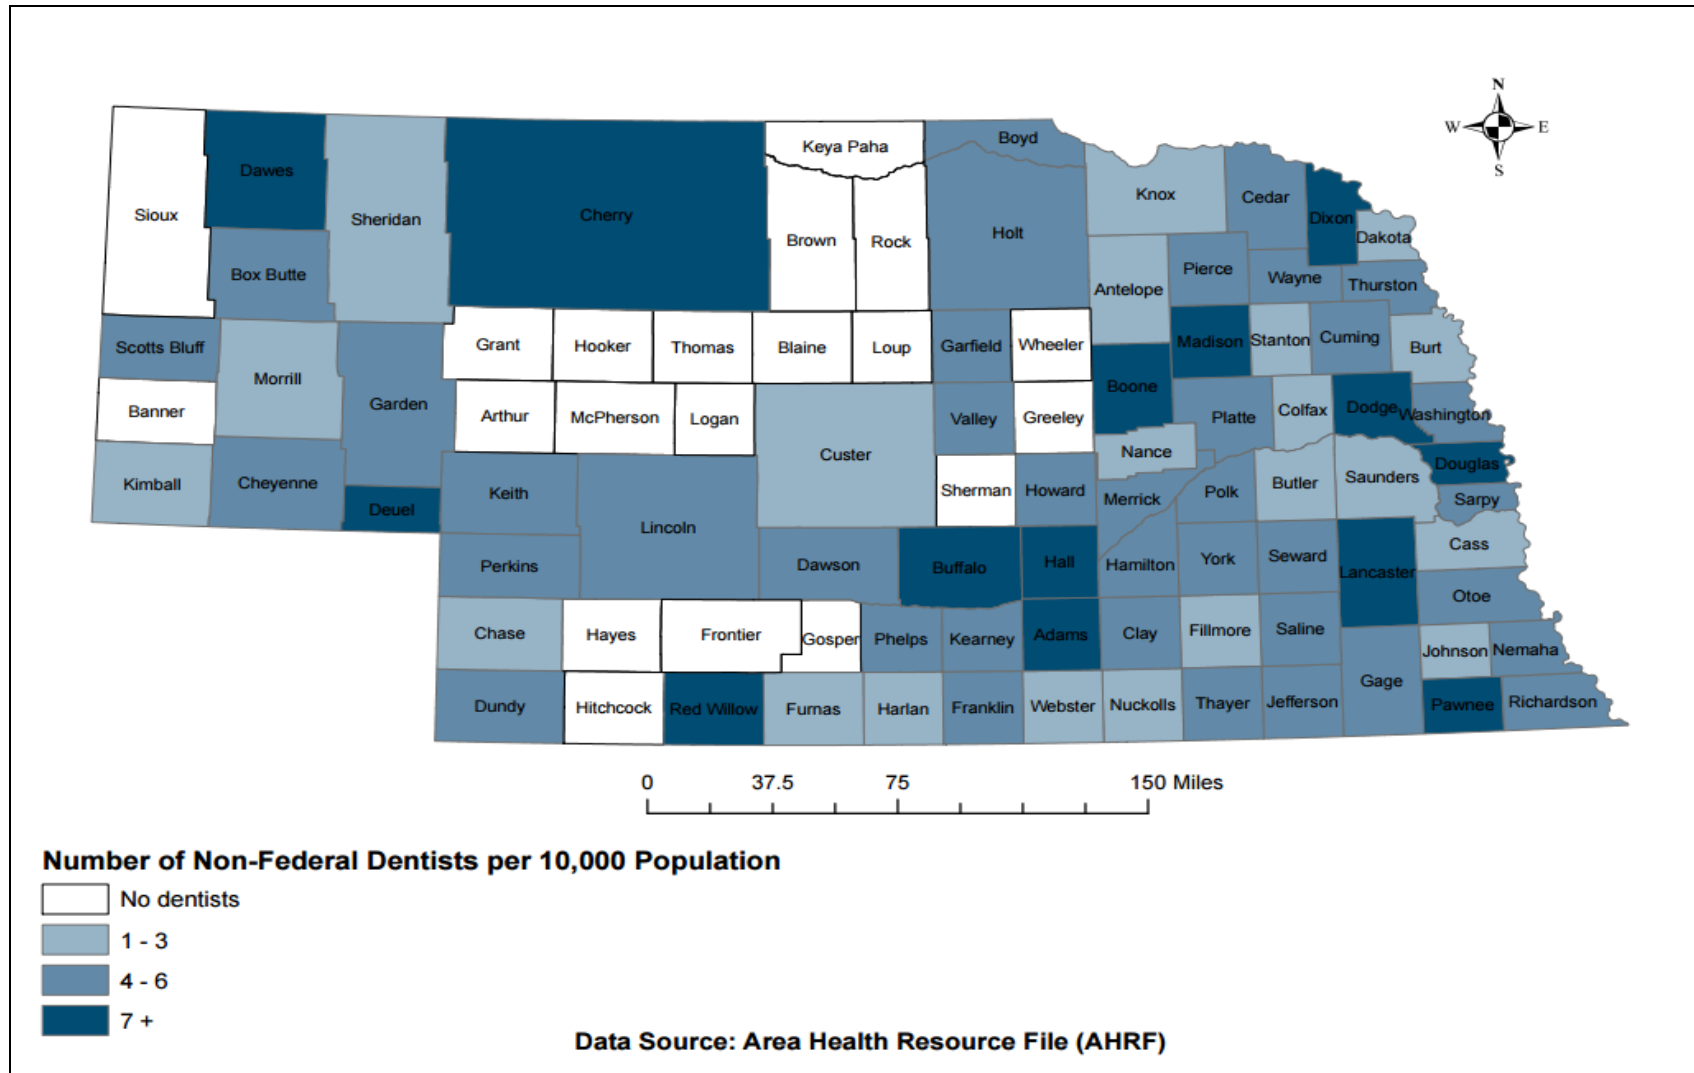 N
W E
S
Keya Paha
Boyd
Dawes
Cherry
Knox
Cedar
Sioux
Sheridan
Brown
Rock
Holt
Dixon
Dakota
Box Butte
Antelope
Pierce
Wayne
Thurston
Scotts Bluff
Grant
Hooker
Thomas
Blaine
Loup
Garfield
Wheeler
Madison
Stanton
Cuming
Burt
Morrill
Banner
Garden
Arthur
McPherson
Logan
Custer
Valley
Greeley
Boone
Platte
Colfax
Dodge
Washington
Nance
Kimball
Cheyenne
Deuel
Keith
Lincoln
Sherman
Howard
Merrick
Polk
Butler
Saunders
Douglas
Sarpy
Perkins
Dawson
Buffalo
Hall
Hamilton
York
Seward
Lancaster
Cass
Otoe
Chase
Hayes
Frontier
Gosper
Phelps
Kearney
Adams
Clay
Fillmore
Saline
Johnson
Nemaha
Dundy
Hitchcock
Red Willow
Furnas
Harlan
Franklin
Webster
Nuckolls
Thayer
Jefferson
Gage
Pawnee
Richardson
0 37.5 75 150 Miles
Number of Non-Federal Dentists per 10,000 Population
No dentists
1 - 3
4 - 6
7 +
Data Source: Area Health Resource File (AHRF)